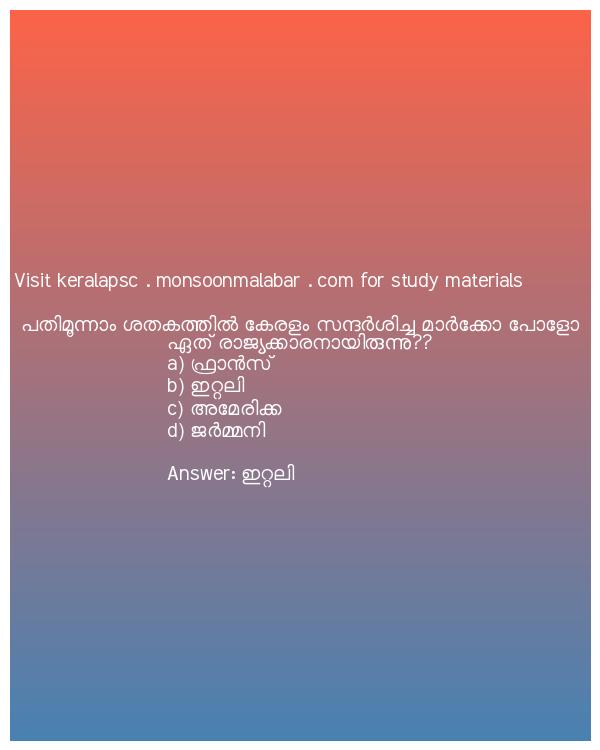 Visit keralapsc . monsoonmalabar . com for study materials
പതിമൂന്നാം ശതകത്തിൽ കേരളം സന്ദർശിച്ച മാർക്കോ പോളോ
ഏത് രാജ്യക്കാരനായിരുന്നു??
a) ഫ്രാൻസ്
b) ഇറ്റലി
c) അമേരിക്ക
d) ജർമ്മനി
Answer: ഇറ്റലി